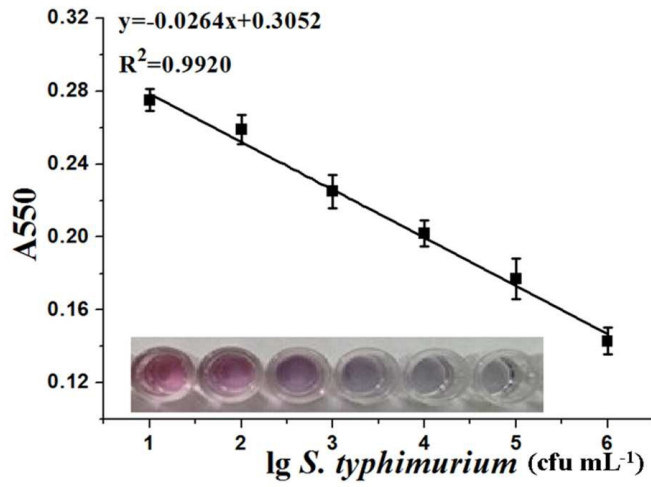 y=-0.0264x+0.3052
R²=0.9920
0.32
0.28
0.24
0.20
0.16
0.12
A550
1 2 3 4 5 6
lg S. typhimurium (cfu mL⁻¹)